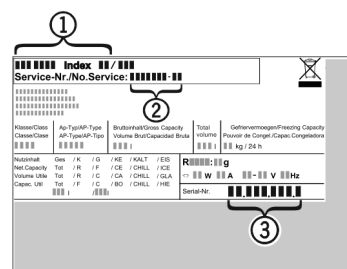 1
Index /
Service-Nr./No.Service: -
2
Klasse/Class Ap-Typ/AP-Type Bruttoinhalt/Gross Capacity Total Gefriervermoegen/Freezing Capacity
Classe/Clase AP-Type/AP-Tipo Volume Brut/Capacidad Bruta volume Pouvoir de Congel./Capac.Congeladora
l l kg / 24 h
Nutzinhalt Ges / K / G / KE / KALT / EIS
Net.Capacity Tot / R / F / CE / CHILL / ICE
Volume Utile Tot / R / C / CA / CHILL / GLA
Capac. Util Tot / F / C / BO / CHILL / HIE
l / l
R : g
W A - V Hz
Serial-Nr. . . .
3